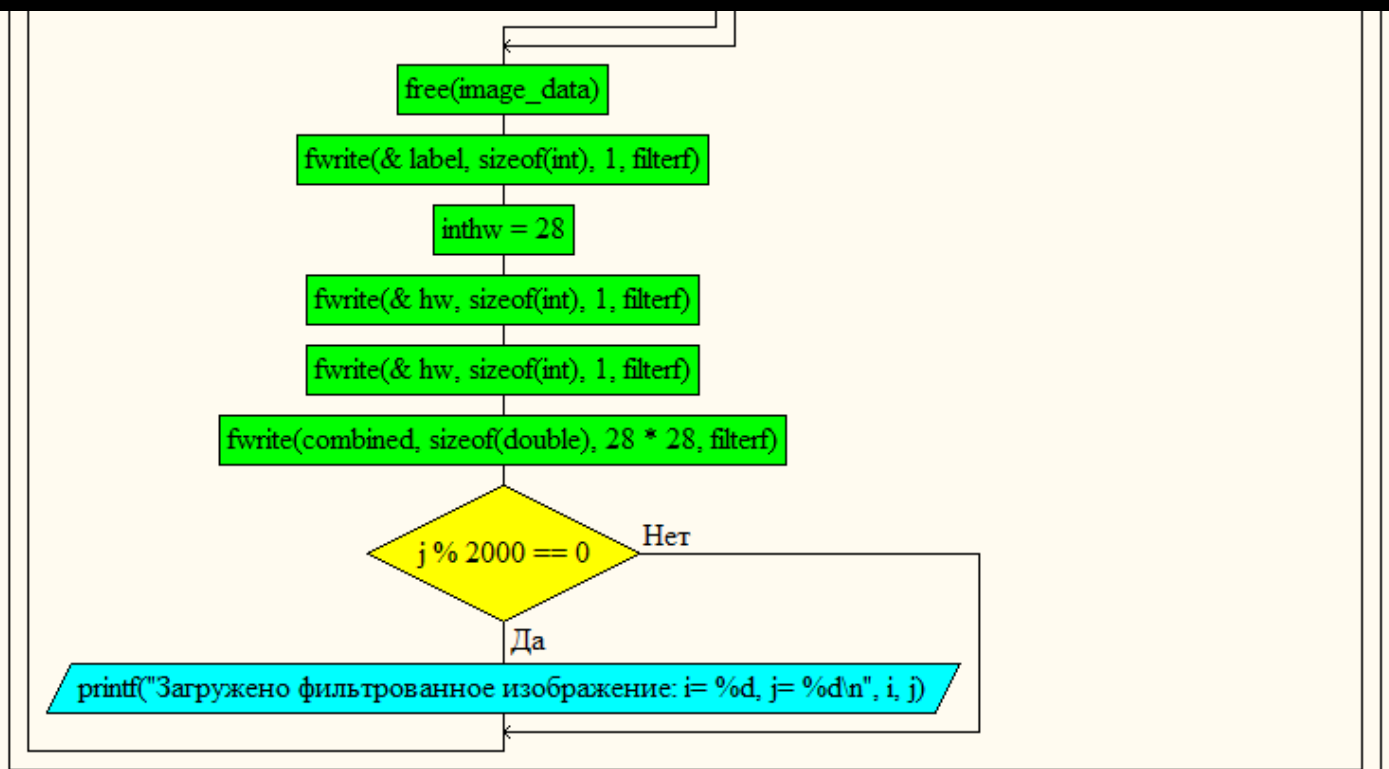 free(image_data)
fwrite(& label, sizeof(int), 1, filterf)
inthw = 28
fwrite(& hw, sizeof(int), 1, filterf)
fwrite(& hw, sizeof(int), 1, filterf)
fwrite(combined, sizeof(double), 28 * 28, filterf)
j % 2000 == 0
Нет
Да
printf("Загружено фильтрованное изображение: i= %d, j= %d\n", i, j)